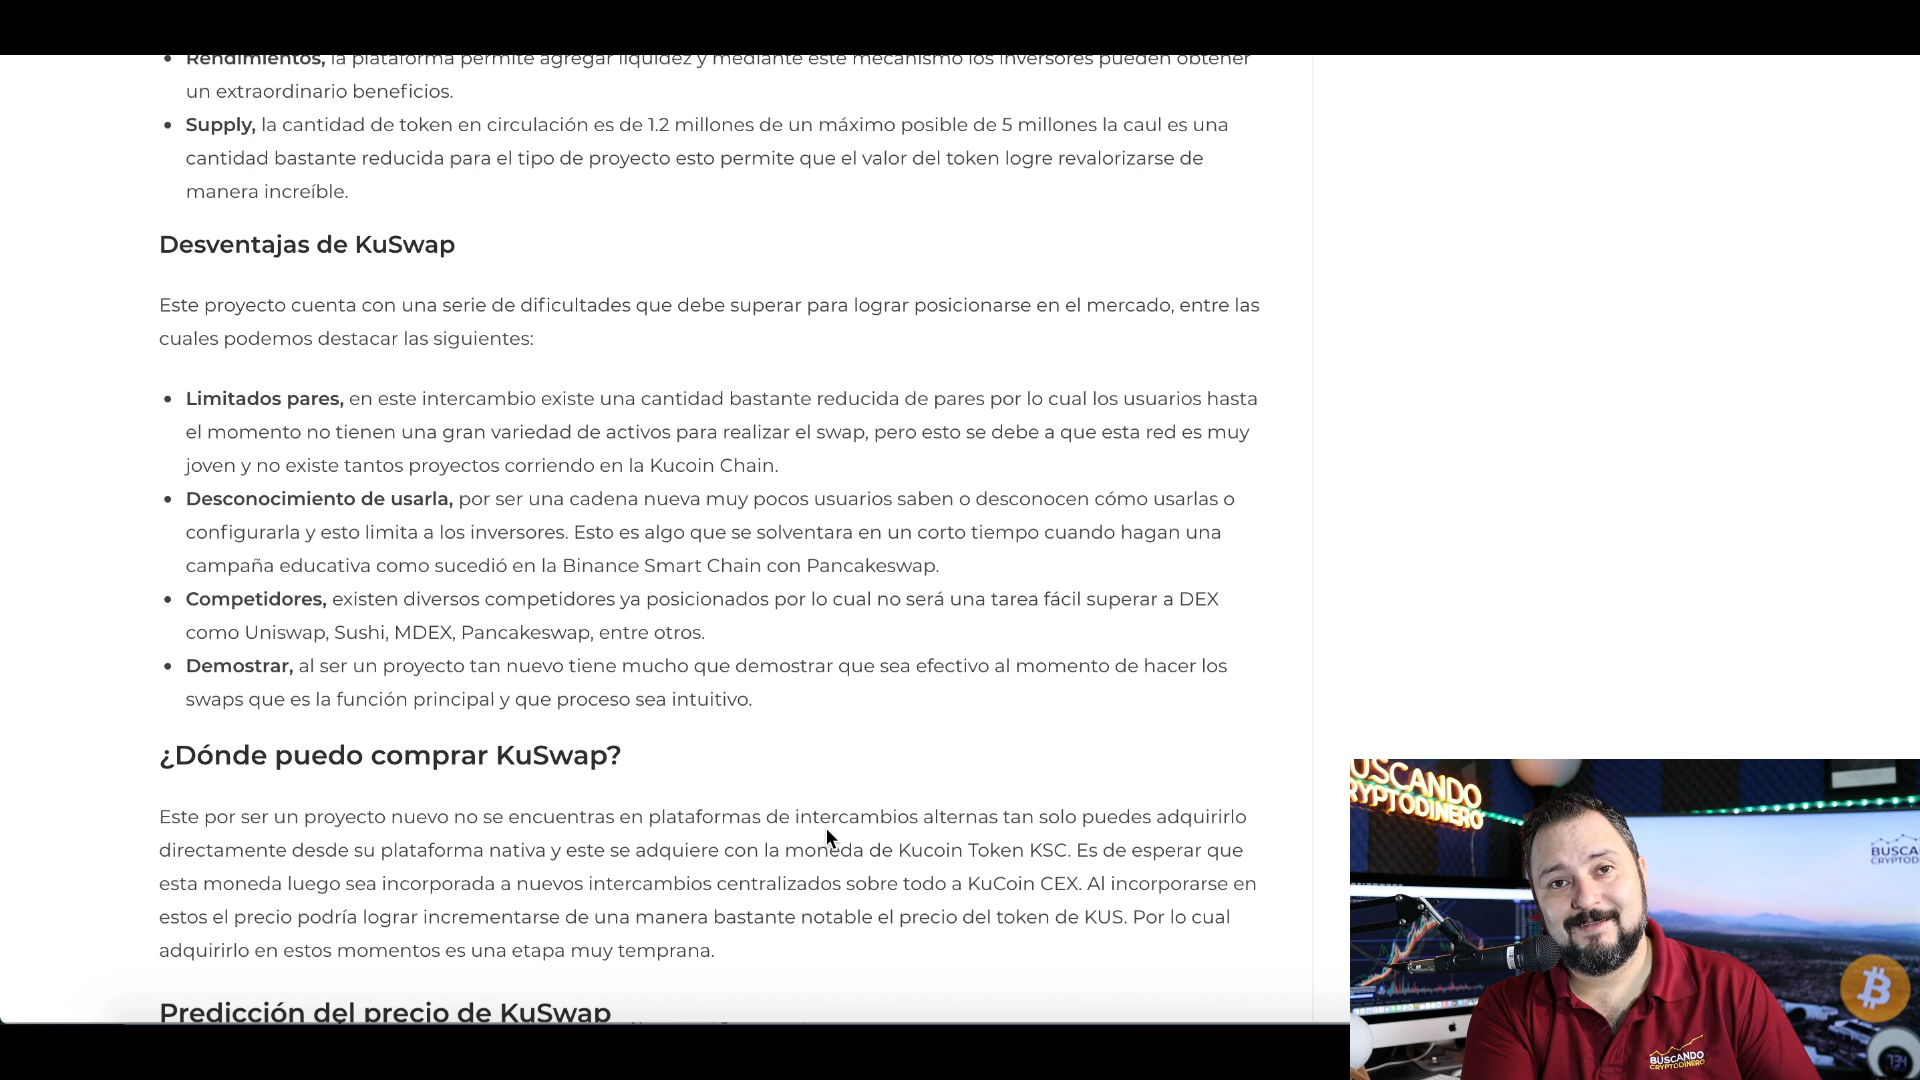 Rendimientos, la plataforma permite agregar liquidez y mediante este mecanismo los inversores pueden obtener
un extraordinario beneficios.
Supply, la cantidad de token en circulación es de 1.2 millones de un máximo posible de 5 millones la caul es una
cantidad bastante reducida para el tipo de proyecto esto permite que el valor del token logre revalorizarse de
manera increíble.
Desventajas de KuSwap
Este proyecto cuenta con una serie de dificultades que debe superar para lograr posicionarse en el mercado, entre las
cuales podemos destacar las siguientes:
Limitados pares, en este intercambio existe una cantidad bastante reducida de pares por lo cual los usuarios hasta
el momento no tienen una gran variedad de activos para realizar el swap, pero esto se debe a que esta red es muy
joven y no existe tantos proyectos corriendo en la Kucoin Chain.
Desconocimiento de usarla, por ser una cadena nueva muy pocos usuarios saben o desconocen cómo usarlas o
configurarla y esto limita a los inversores. Esto es algo que se solventara en un corto tiempo cuando hagan una
campaña educativa como sucedió en la Binance Smart Chain con Pancakeswap.
Competidores, existen diversos competidores ya posicionados por lo cual no será una tarea fácil superar a DEX
como Uniswap, Sushi, MDEX, Pancakeswap, entre otros.
Demostrar, al ser un proyecto tan nuevo tiene mucho que demostrar que sea efectivo al momento de hacer los
swaps que es la función principal y que proceso sea intuitivo.
¿Dónde puedo comprar KuSwap?
Este por ser un proyecto nuevo no se encuentras en plataformas de intercambios alternas tan solo puedes adquirirlo
directamente desde su plataforma nativa y este se adquiere con la moneda de Kucoin Token KSC. Es de esperar que
esta moneda luego sea incorporada a nuevos intercambios centralizados sobre todo a KuCoin CEX. Al incorporarse en
estos el precio podría lograr incrementarse de una manera bastante notable el precio del token de KUS. Por lo cual
adquirirlo en estos momentos es una etapa muy temprana.
Predicción del precio de KuSwap
USCANDO
RYPTODINERO
BUSCA
CRYPTOD
BUSCANDO
CRYPTODINERO
734